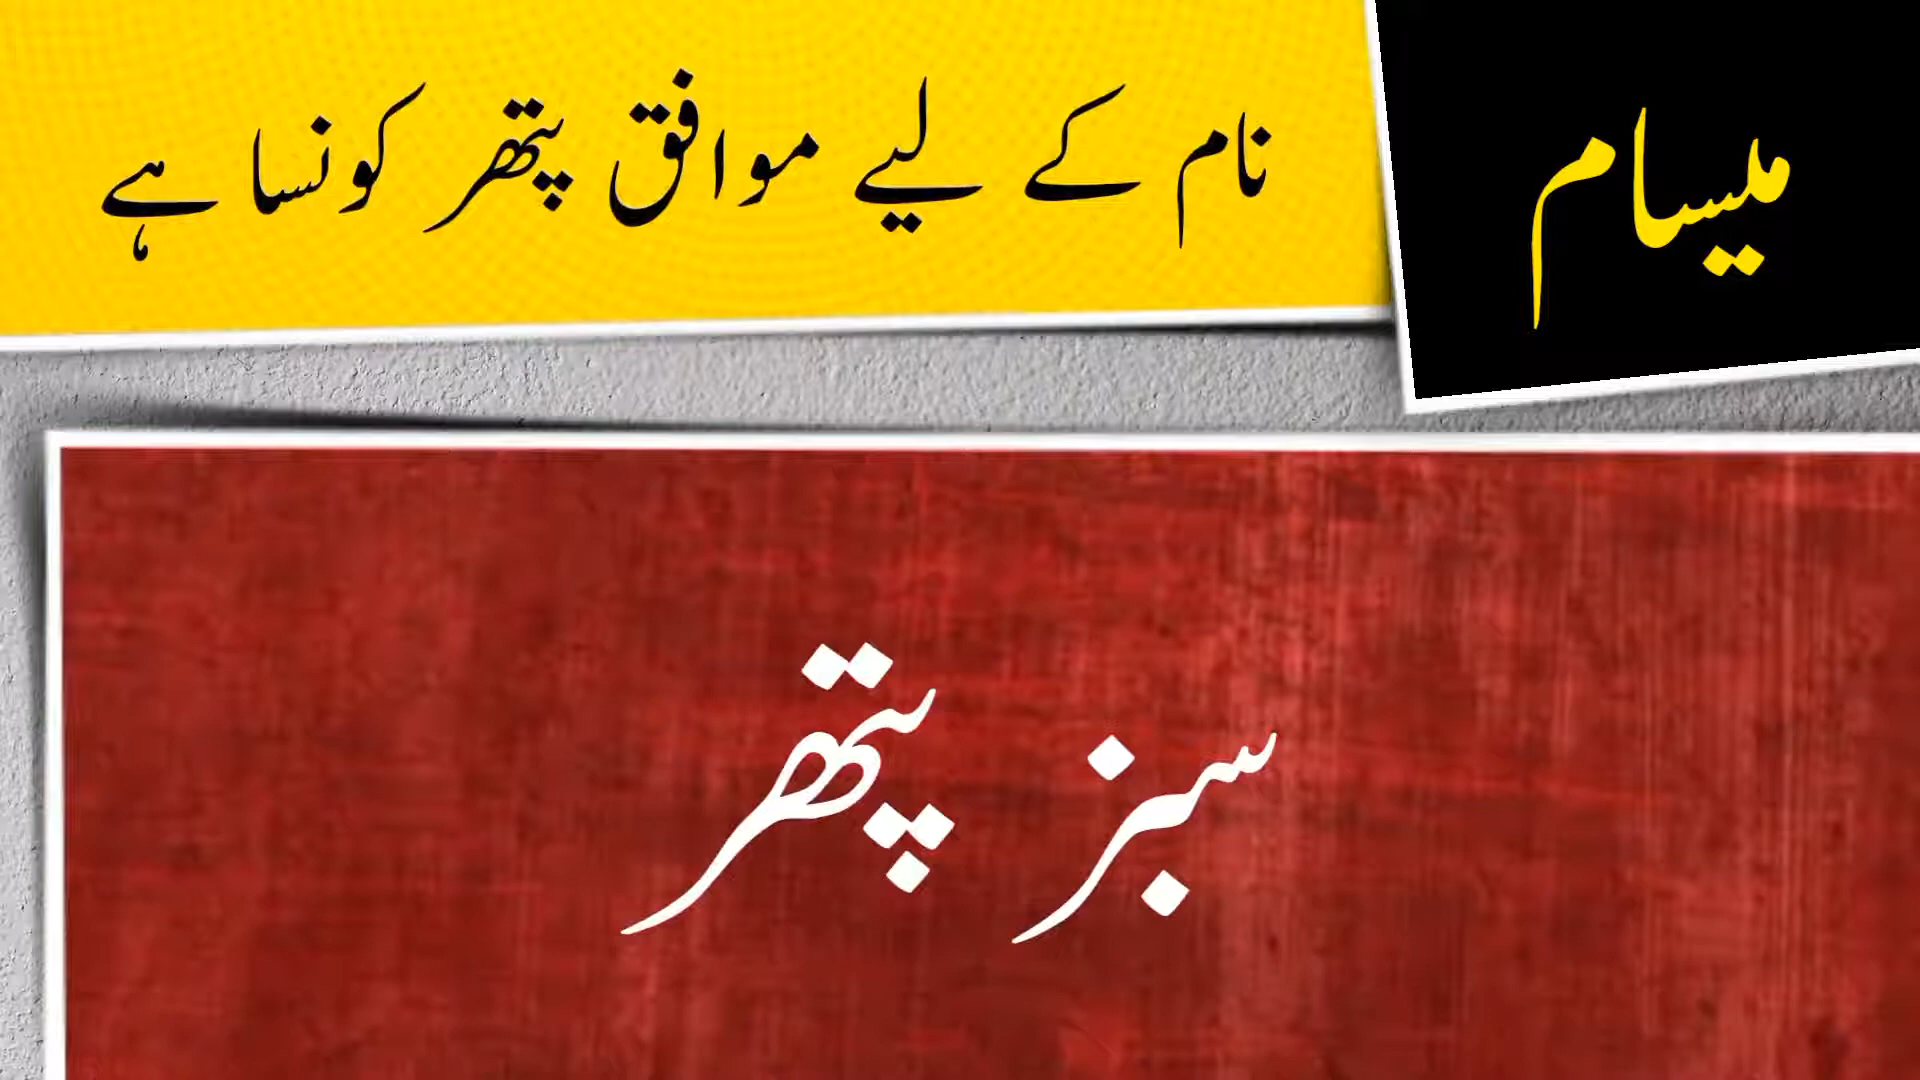 میسام
نام کے لیے موافق پتھر کونسا ہے
سبز پتھر